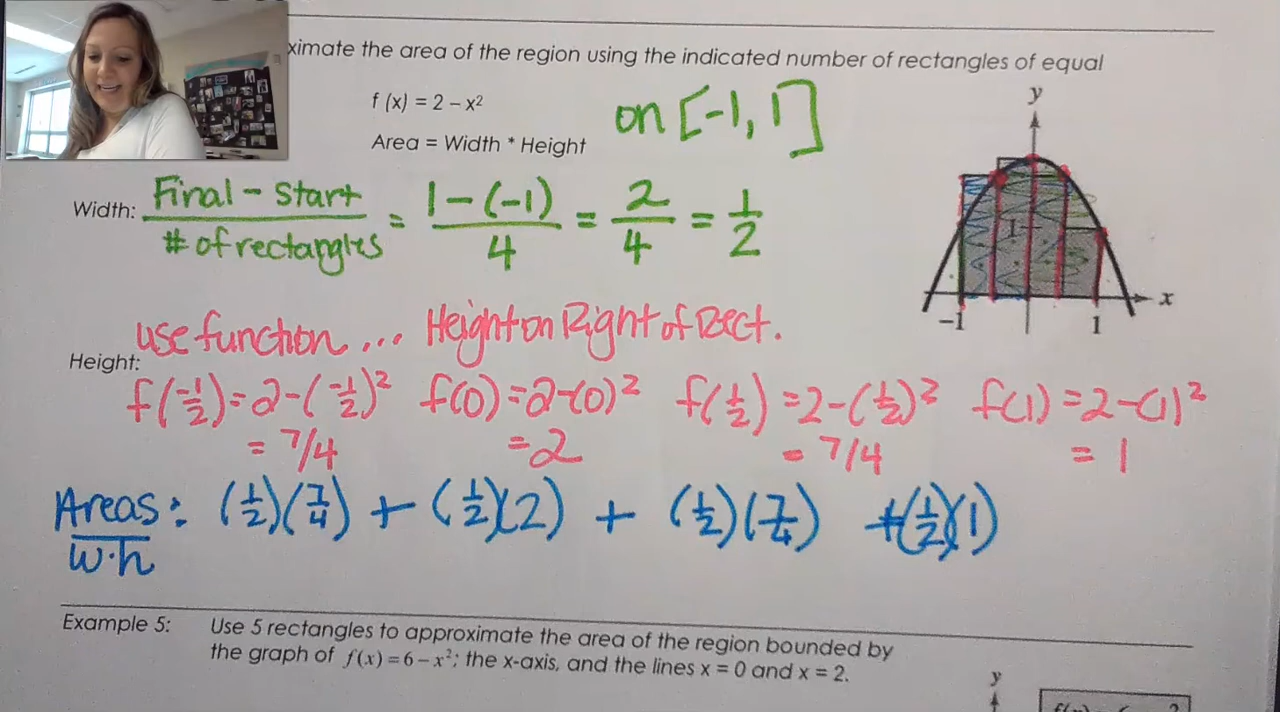 ximate the area of the region using the indicated number of rectangles of equal
f (x) = 2 – x²
on [-1, 1]
Area = Width * Height
Width: Final - Start / # of rectangles = 1-(-1) / 4 = 2/4 = 1/2
y
1
-1
1
x
use function... Height on Right of Rect.
Height:
f(-1/2) = 2-(-1/2)² f(0) = 2-(0)² f(1/2) = 2-(1/2)² f(1) = 2-(1)²
= 7/4 = 2 = 7/4 = 1
Areas: (1/2)(7/4) + (1/2)(2) + (1/2)(7/4) +(1/2)(1)
w·h
Example 5: Use 5 rectangles to approximate the area of the region bounded by
the graph of f(x) = 6 – x²; the x-axis, and the lines x = 0 and x = 2.
y